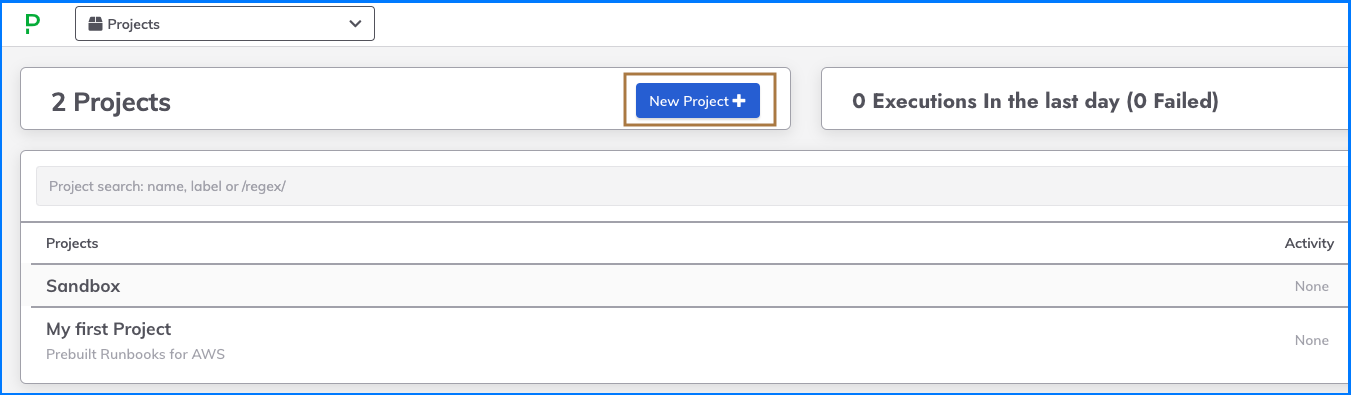 Projects
2 Projects
New Project
0 Executions In the last day (0 Failed)
Project search: name, label or /regex/
Projects
Activity
Sandbox
None
My first Project
Prebuilt Runbooks for AWS
None